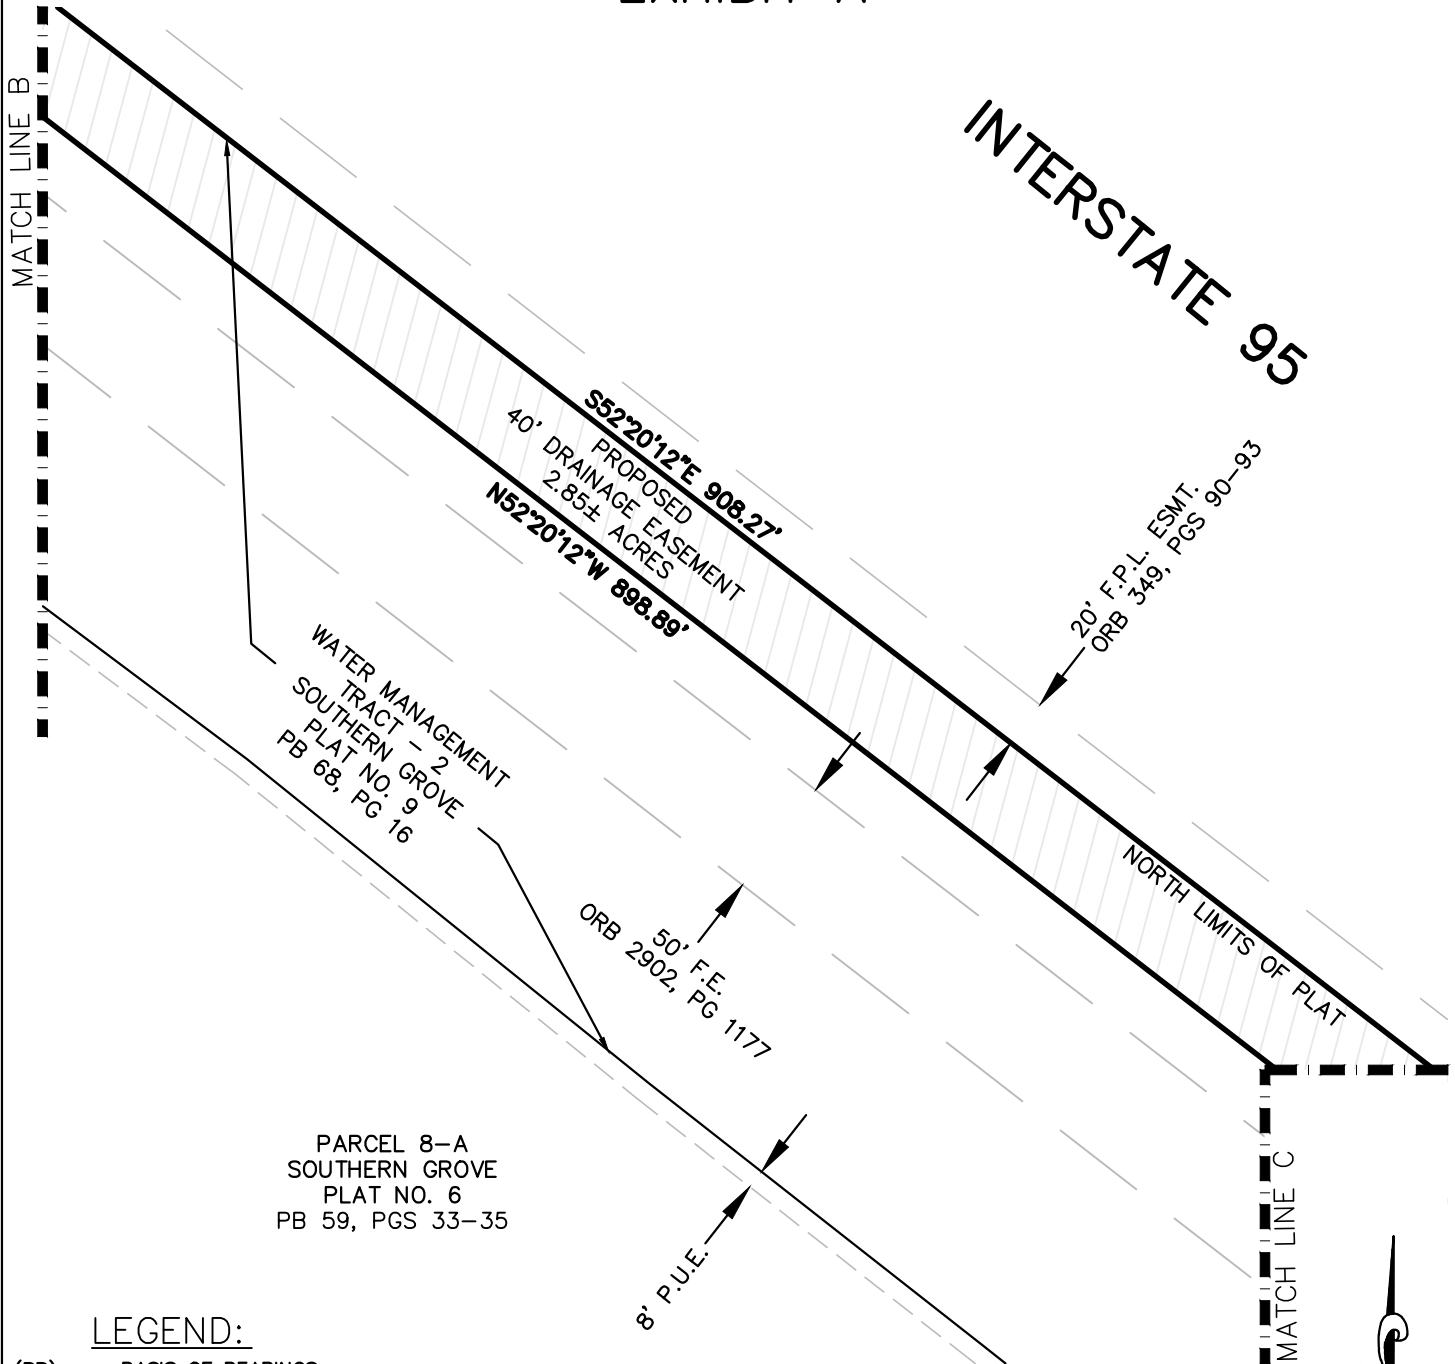 MATCH LINE B
INTERSTATE 95
S52°20'12"E 908.27'
PROPOSED
40' DRAINAGE EASEMENT
2.85± ACRES
N52°20'12"W 898.89'
20' F.P.L. ESMT.
ORB 349, PGS 90-93
WATER MANAGEMENT
TRACT - 2
SOUTHERN GROVE
PLAT NO. 9
PB 68, PG 16
NORTH LIMITS OF PLAT
50' F.E.
ORB 2902, PG 1177
PARCEL 8-A
SOUTHERN GROVE
PLAT NO. 6
PB 59, PGS 33-35
8' P.U.E.
MATCH LINE C
LEGEND: